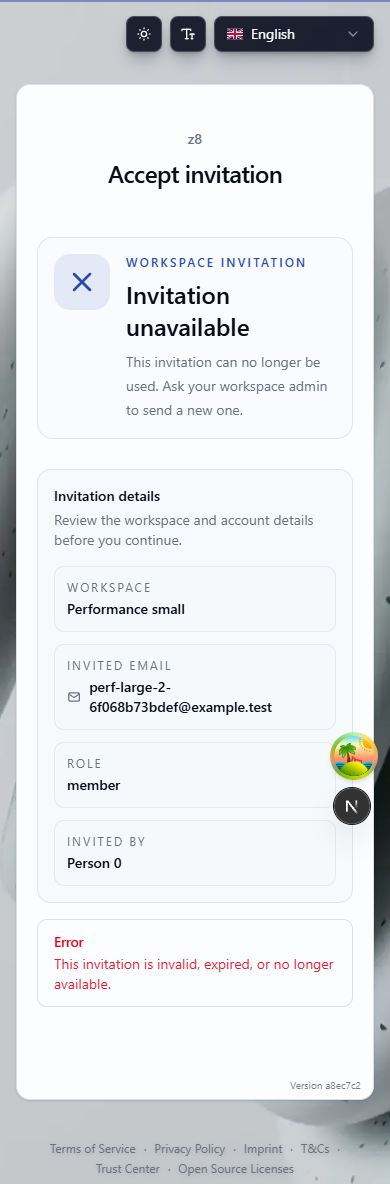 English
z8
Accept invitation
WORKSPACE INVITATION
Invitation
unavailable
This invitation can no longer be
used. Ask your workspace admin
to send a new one.
Invitation details
Review the workspace and account details
before you continue.
WORKSPACE
Performance small
INVITED EMAIL
perf-large-2-
6f068b73bdef@example.test
ROLE
member
INVITED BY
Person 0
Error
This invitation is invalid, expired, or no longer
available.
Version a8ec7c2
Terms of Service · Privacy Policy · Imprint · T&Cs ·
Trust Center · Open Source Licenses